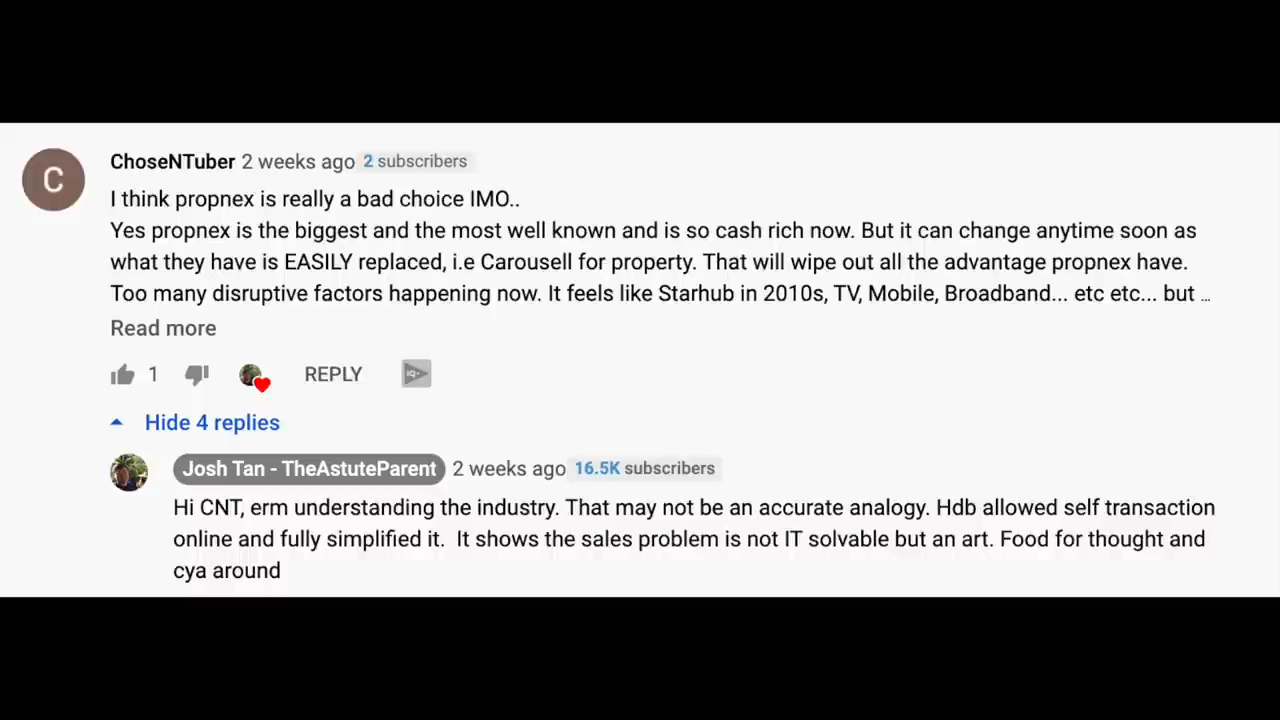 C
ChoseNTuber 2 weeks ago 2 subscribers
I think propnex is really a bad choice IMO..
Yes propnex is the biggest and the most well known and is so cash rich now. But it can change anytime soon as
what they have is EASILY replaced, i.e Carousell for property. That will wipe out all the advantage propnex have.
Too many disruptive factors happening now. It feels like Starhub in 2010s, TV, Mobile, Broadband... etc etc... but ...
Read more
1 REPLY IQ+
Hide 4 replies
Josh Tan - TheAstuteParent 2 weeks ago 16.5K subscribers
Hi CNT, erm understanding the industry. That may not be an accurate analogy. Hdb allowed self transaction
online and fully simplified it.  It shows the sales problem is not IT solvable but an art. Food for thought and
cya around